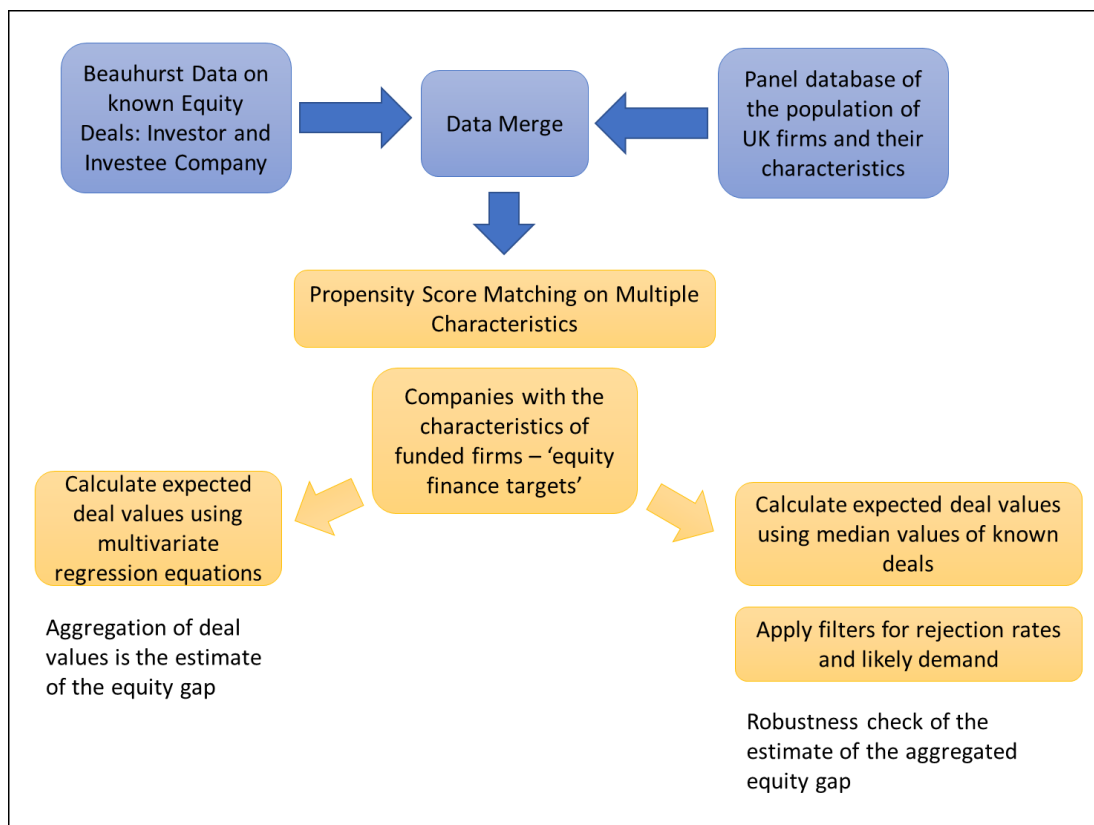 Beauhurst Data on
known Equity
Deals: Investor and
Investee Company
Data Merge
Panel database of
the population of
UK firms and their
characteristics
Propensity Score Matching on Multiple
Characteristics
Companies with the
characteristics of
funded firms – ‘equity
finance targets’
Calculate expected
deal values using
multivariate
regression equations
Aggregation of deal
values is the estimate
of the equity gap
Calculate expected deal values
using median values of known
deals
Apply filters for rejection rates
and likely demand
Robustness check of the
estimate of the aggregated
equity gap